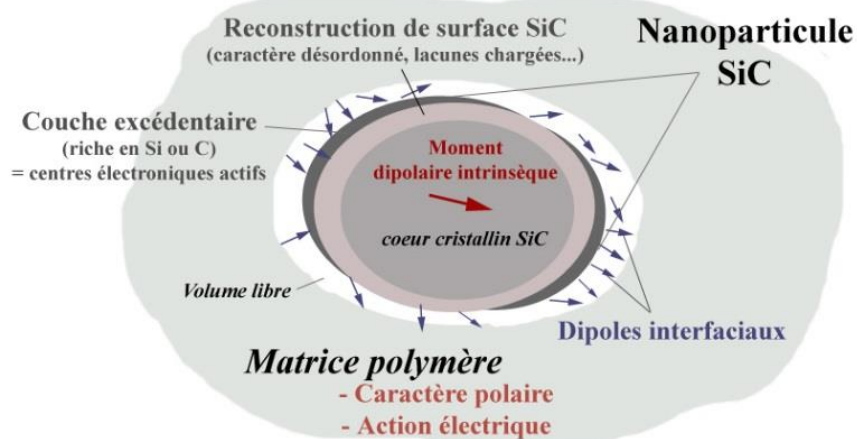 Reconstruction de surface SiC
(caractère désordonné, lacunes chargées...)
Nanoparticule
SiC
Couche excédentaire
(riche en Si ou C)
= centres électroniques actifs
Moment
dipolaire intrinsèque
coeur cristallin SiC
Volume libre
Dipoles interfaciaux
Matrice polymère
- Caractère polaire
- Action électrique